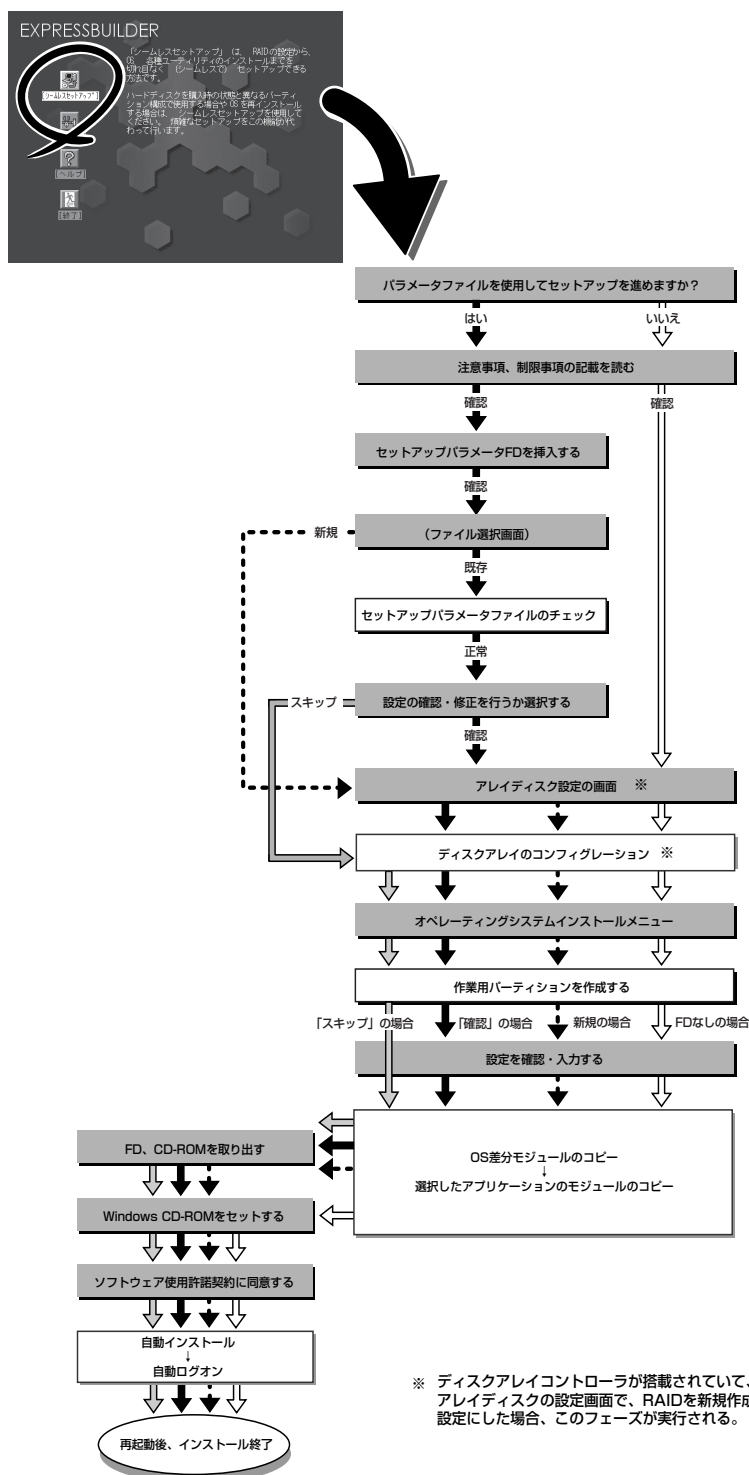 EXPRESSBUILDER
「シームレスセットアップ」は、RAIDの設定から、
OS、各種ユーティリティのインストールまでを
切れ目なく(シームレスで)セットアップできる
方法です。
ハードディスクを購入時の状態と異なるパーティ
ション構成で使用する場合やOSを再インストール
する場合は、シームレスセットアップを使用して
ください。煩雑なセットアップをこの機能が代
わって行います。
[シームレスセットアップ]
[ヘルプ]
[終了]
パラメータファイルを使用してセットアップを進めますか?
はい
いいえ
注意事項、制限事項の記載を読む
確認
確認
セットアップパラメータFDを挿入する
確認
新規
(ファイル選択画面)
既存
セットアップパラメータファイルのチェック
正常
スキップ
設定の確認・修正を行うか選択する
確認
アレイディスク設定の画面 ※
ディスクアレイのコンフィグレーション ※
オペレーティングシステムインストールメニュー
作業用パーティションを作成する
「スキップ」の場合
「確認」の場合
新規の場合
FDなしの場合
設定を確認・入力する
OS差分モジュールのコピー
↓
選択したアプリケーションのモジュールのコピー
FD、CD-ROMを取り出す
Windows CD-ROMをセットする
ソフトウェア使用許諾契約に同意する
自動インストール
↓
自動ログオン
再起動後、インストール終了
※ ディスクアレイコントローラが搭載されていて、
アレイディスクの設定画面で、RAIDを新規作成
設定にした場合、このフェーズが実行される。